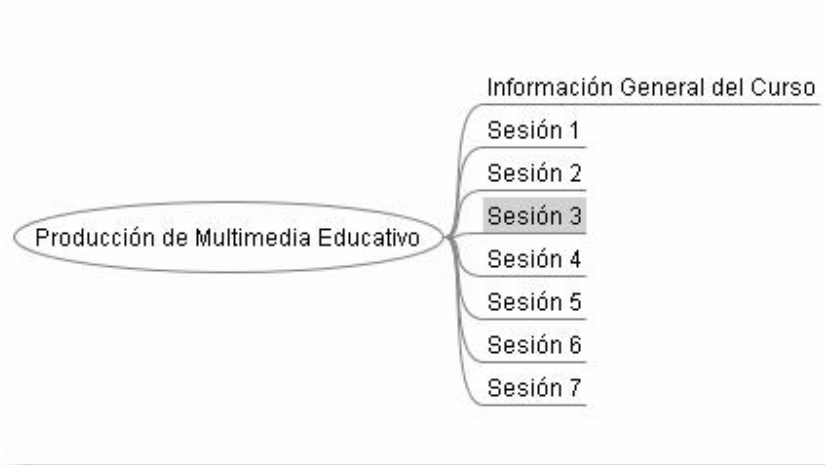 Información General del Curso
Sesión 1
Sesión 2
Sesión 3
Producción de Multimedia Educativo
Sesión 4
Sesión 5
Sesión 6
Sesión 7